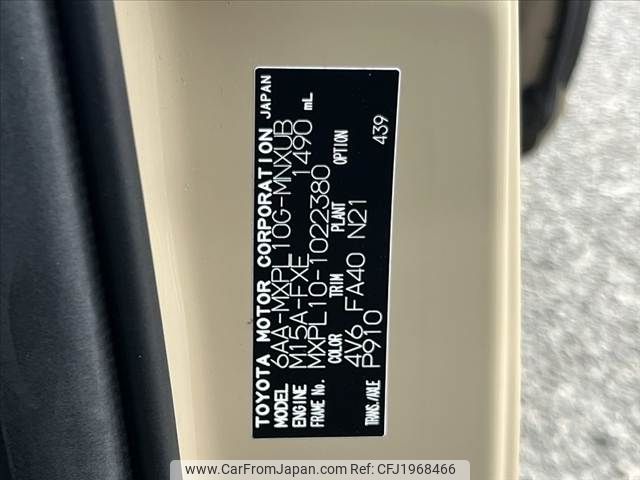 TOYOTA MOTOR CORPORATION JAPAN
MODEL 6AA-MXPL10G-MNXUB
ENGINE M15A-FXE 1490 mL
FRAME No. MXPL10-1022380
COLOR TRIM PLANT OPTION
4V6 FA40 N21
TRANS./AXLE P910 439
www.CarFromJapan.com | CFJ1968466